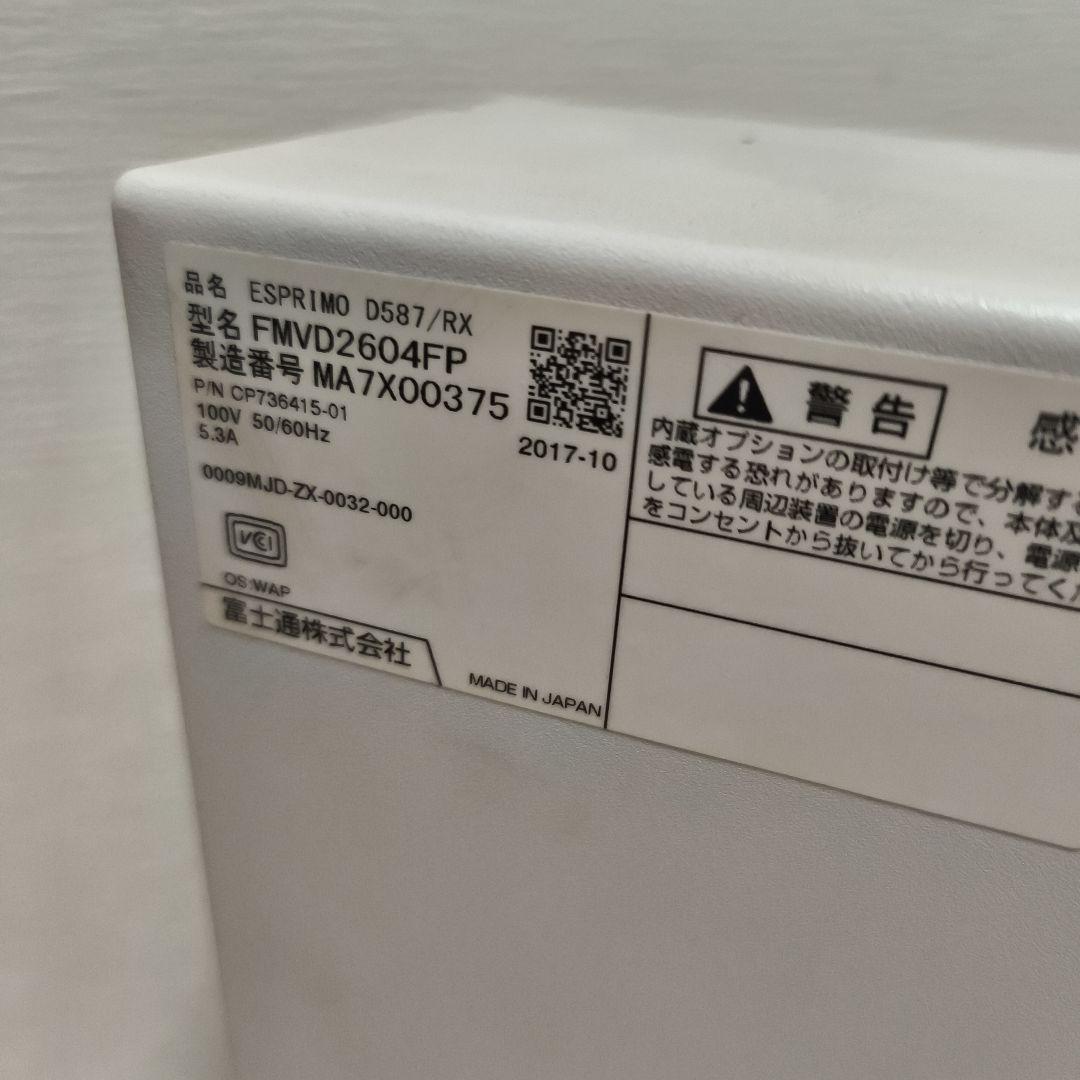 品名 ESPRIMO D587/RX
型名 FMVD2604FP
製造番号 MA7X00375
P/N CP736415-01
100V 50/60Hz
5.3A
2017-10
0009MJD-ZX-0032-000
VCI
OS:WAP
富士通株式会社
MADE IN JAPAN
警告 感
内蔵オプションの取付け等で分解する
感電する恐れがありますので、本体及
している周辺装置の電源を切り、電源
をコンセントから抜いてから行ってくだ